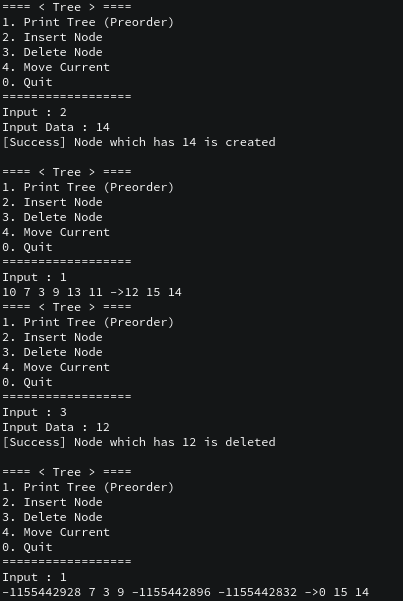 ==== < Tree > ====
1. Print Tree (Preorder)
2. Insert Node
3. Delete Node
4. Move Current
0. Quit
==================
Input : 2
Input Data : 14
[Success] Node which has 14 is created
==== < Tree > ====
1. Print Tree (Preorder)
2. Insert Node
3. Delete Node
4. Move Current
0. Quit
==================
Input : 1
10 7 3 9 13 11 ->12 15 14
==== < Tree > ====
1. Print Tree (Preorder)
2. Insert Node
3. Delete Node
4. Move Current
0. Quit
==================
Input : 3
Input Data : 12
[Success] Node which has 12 is deleted
==== < Tree > ====
1. Print Tree (Preorder)
2. Insert Node
3. Delete Node
4. Move Current
0. Quit
==================
Input : 1
-1155442928 7 3 9 -1155442896 -1155442832 ->0 15 14